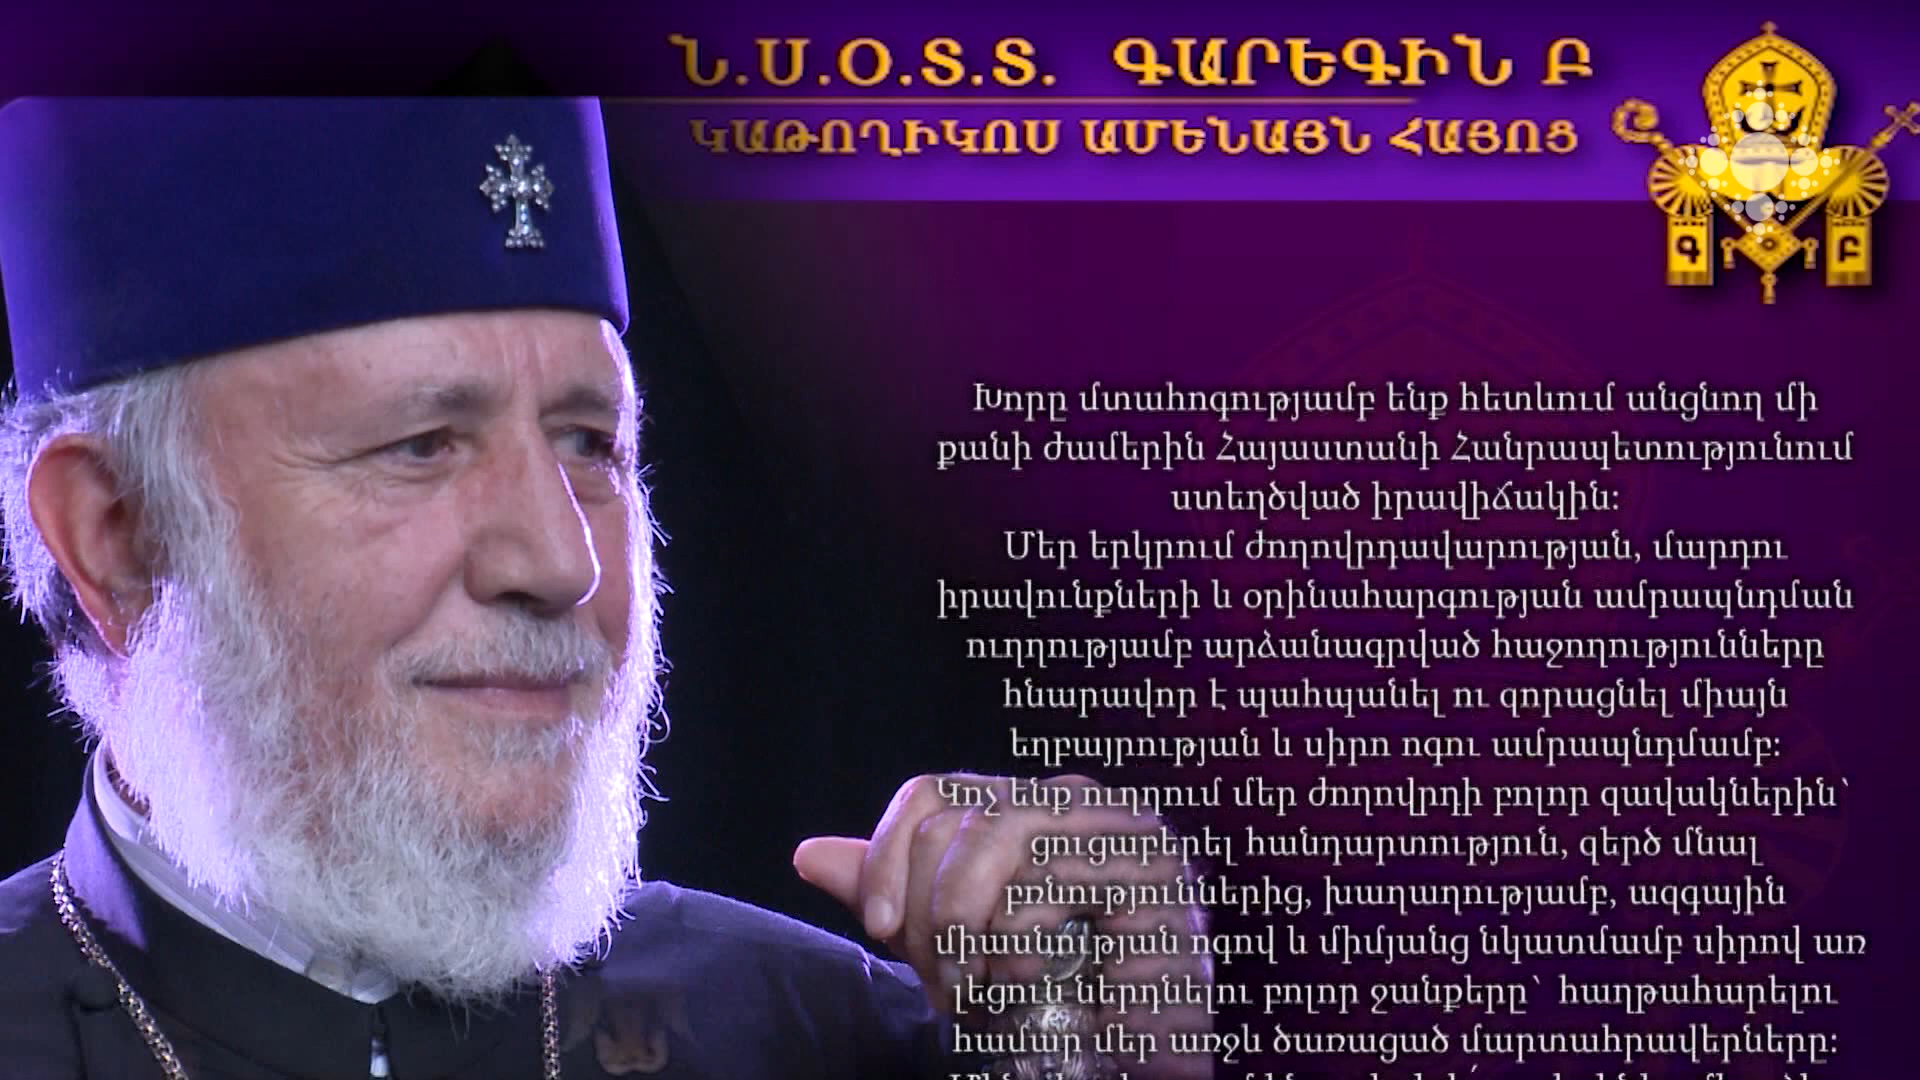 Ն.Ս.Օ.Տ.Տ. ԳԱՐԵԳԻՆ Բ
ԿԱԹՈՂԻԿՈՍ ԱՄԵՆԱՅՆ ՀԱՅՈՑ
Գ Բ
Խորը մտահոգությամբ ենք հետևում անցնող մի
քանի ժամերին Հայաստանի Հանրապետությունում
ստեղծված իրավիճակին:
Մեր երկրում ժողովրդավարության, մարդու
իրավունքների և օրինահարգության ամրապնդման
ուղղությամբ արձանագրված հաջողությունները
հնարավոր է պահպանել ու զորացնել միայն
եղբայրության և սիրո ոգու ամրապնդմամբ:
Կոչ ենք ուղղում մեր ժողովրդի բոլոր զավակներին՝
ցուցաբերել հանդարտություն, զերծ մնալ
բռնություններից, խաղաղությամբ, ազգային
միասնության ոգով և միմյանց նկատմամբ սիրով առ
լեցուն ներդնելու բոլոր ջանքերը՝ հաղթահարելու
համար մեր առջև ծառացած մարտահրավերները: